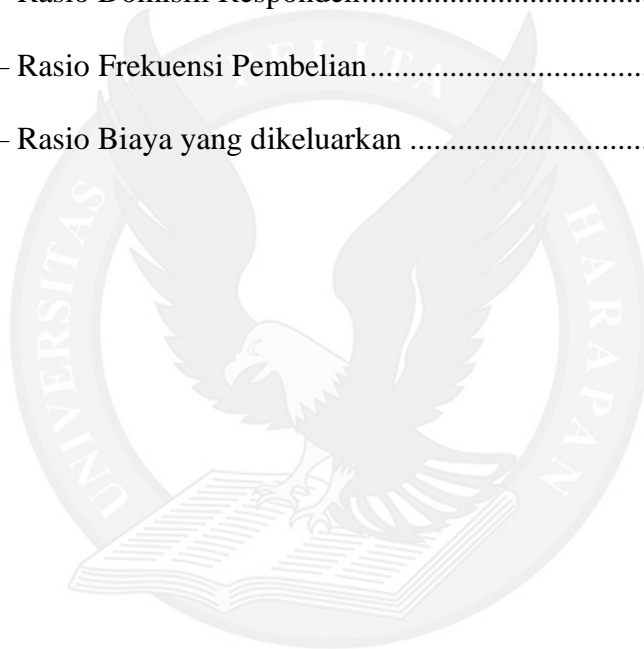 Rasio Domisili Responden....................................
– Rasio Frekuensi Pembelian..................................
– Rasio Biaya yang dikeluarkan ..............................
UNIVERSITAS PELITA HARAPAN